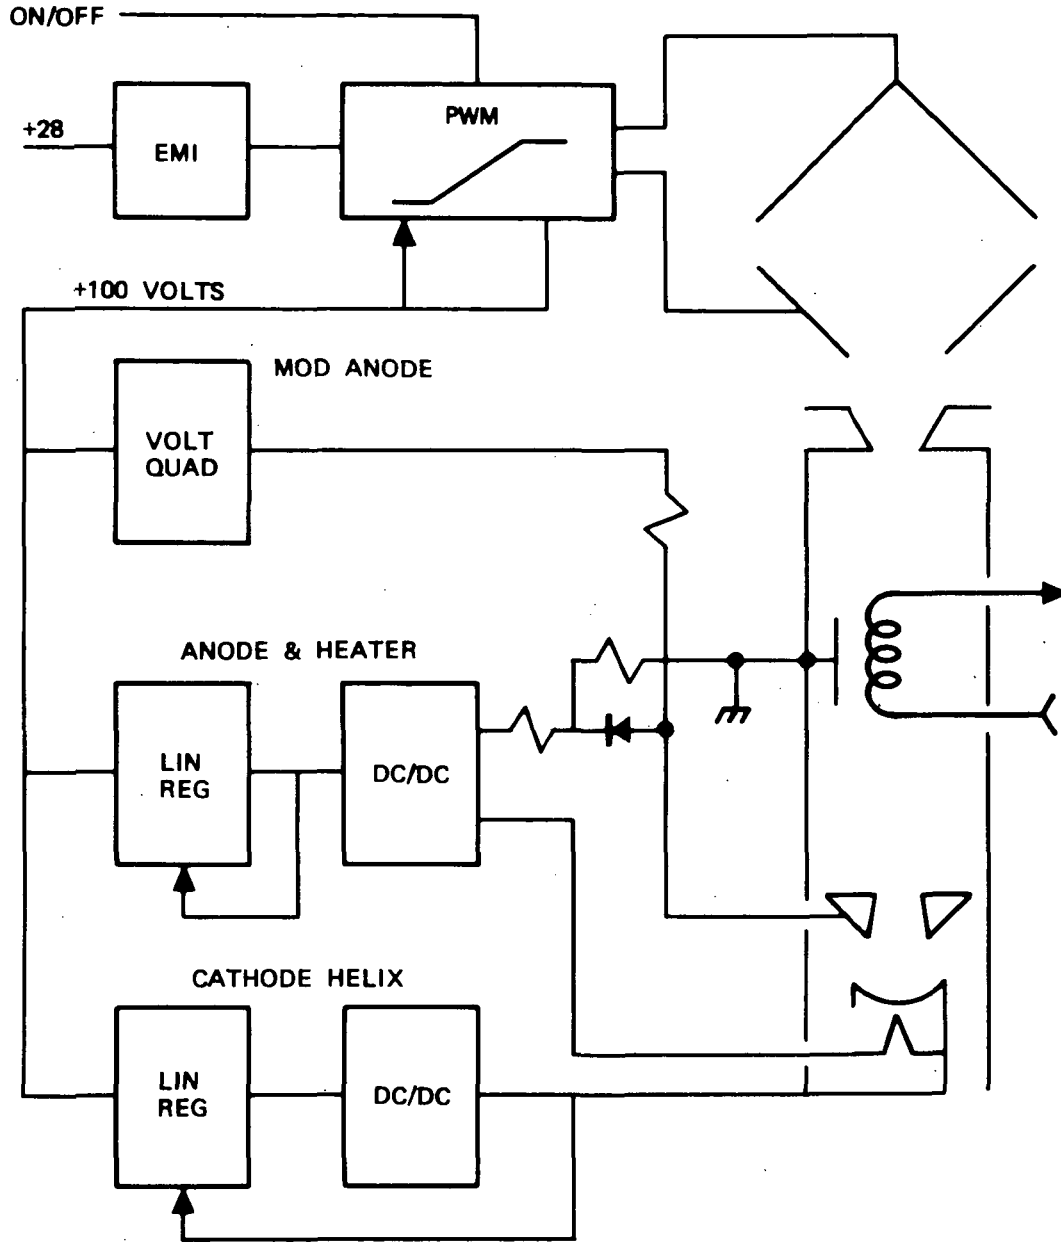 ON/OFF
PWM
+28
EMI
+100 VOLTS
MOD ANODE
VOLT
QUAD
ANODE & HEATER
LIN
REG
DC/DC
CATHODE HELIX
LIN
REG
DC/DC